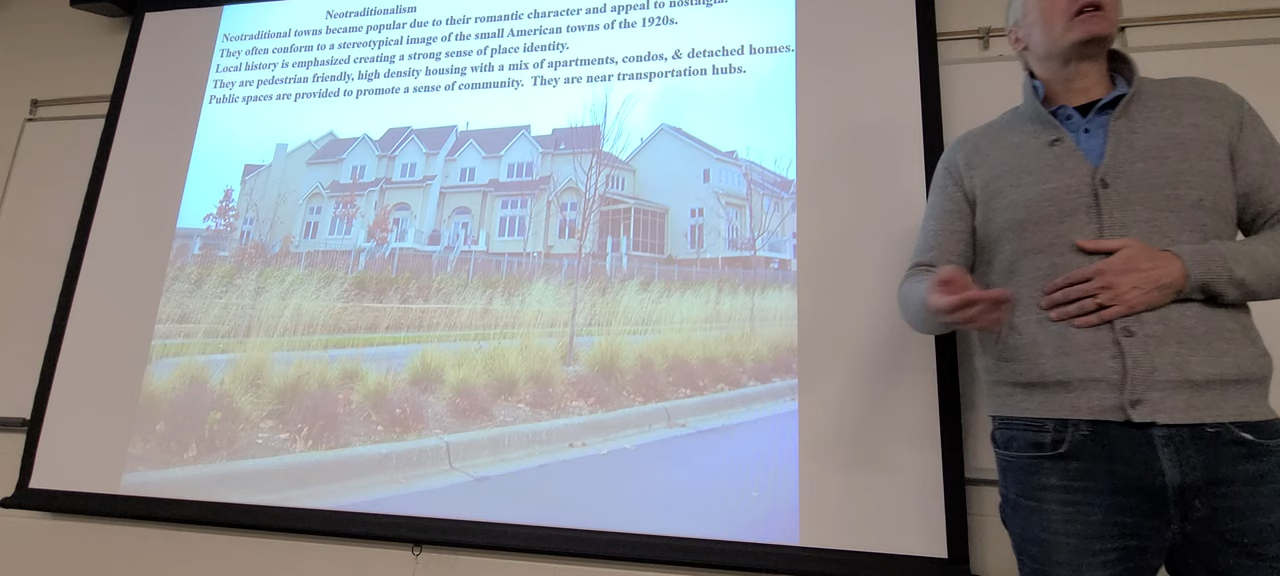 Neotraditionalism
Neotraditional towns became popular due to their romantic character and appeal to nostalgia.
They often conform to a stereotypical image of the small American towns of the 1920s.
Local history is emphasized creating a strong sense of place identity.
They are pedestrian friendly, high density housing with a mix of apartments, condos, & detached homes.
Public spaces are provided to promote a sense of community. They are near transportation hubs.